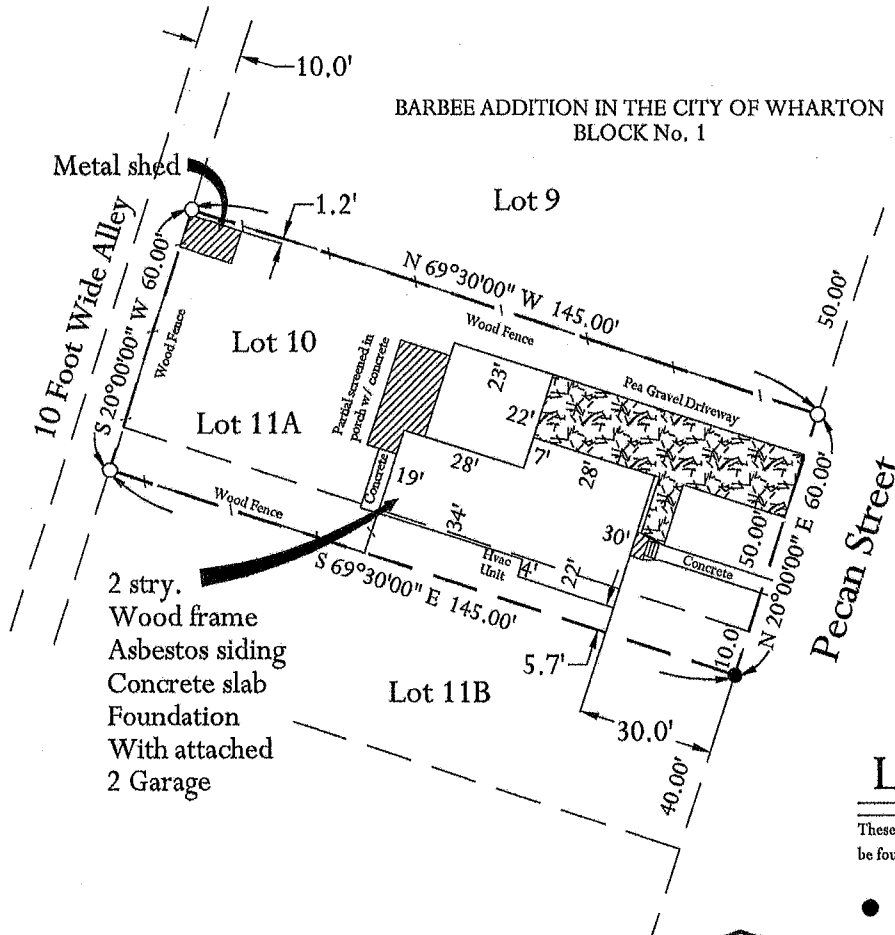 10.0'
BARBEE ADDITION IN THE CITY OF WHARTON
BLOCK No. 1
Metal shed
1.2'
Lot 9
10 Foot Wide Alley
S 20°00'00" W 60.00'
N 69°30'00" W 145.00'
50.00'
Wood Fence
Wood Fence
Lot 10
Partial screened in
porch w/ concrete
23'
Pea Gravel Driveway
22'
Lot 11A
7'
28'
28'
Concrete
19'
Wood Fence
34'
30'
Hvac
Unit
4'
22'
Concrete
50.00'
N 20°00'00" E 60.00'
Pecan Street
S 69°30'00" E 145.00'
10.0
5.7'
2 stry.
Wood frame
Asbestos siding
Concrete slab
Foundation
With attached
2 Garage
Lot 11B
30.0'
40.00'
L
These
be fou